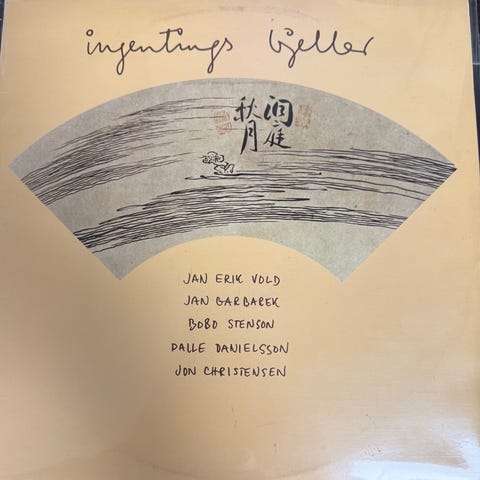 ingentings bjeller
洞庭
秋月
JAN ERIK VOLD
JAN GARBAREK
BOBO STENSON
PALLE DANIELSSON
JON CHRISTENSEN